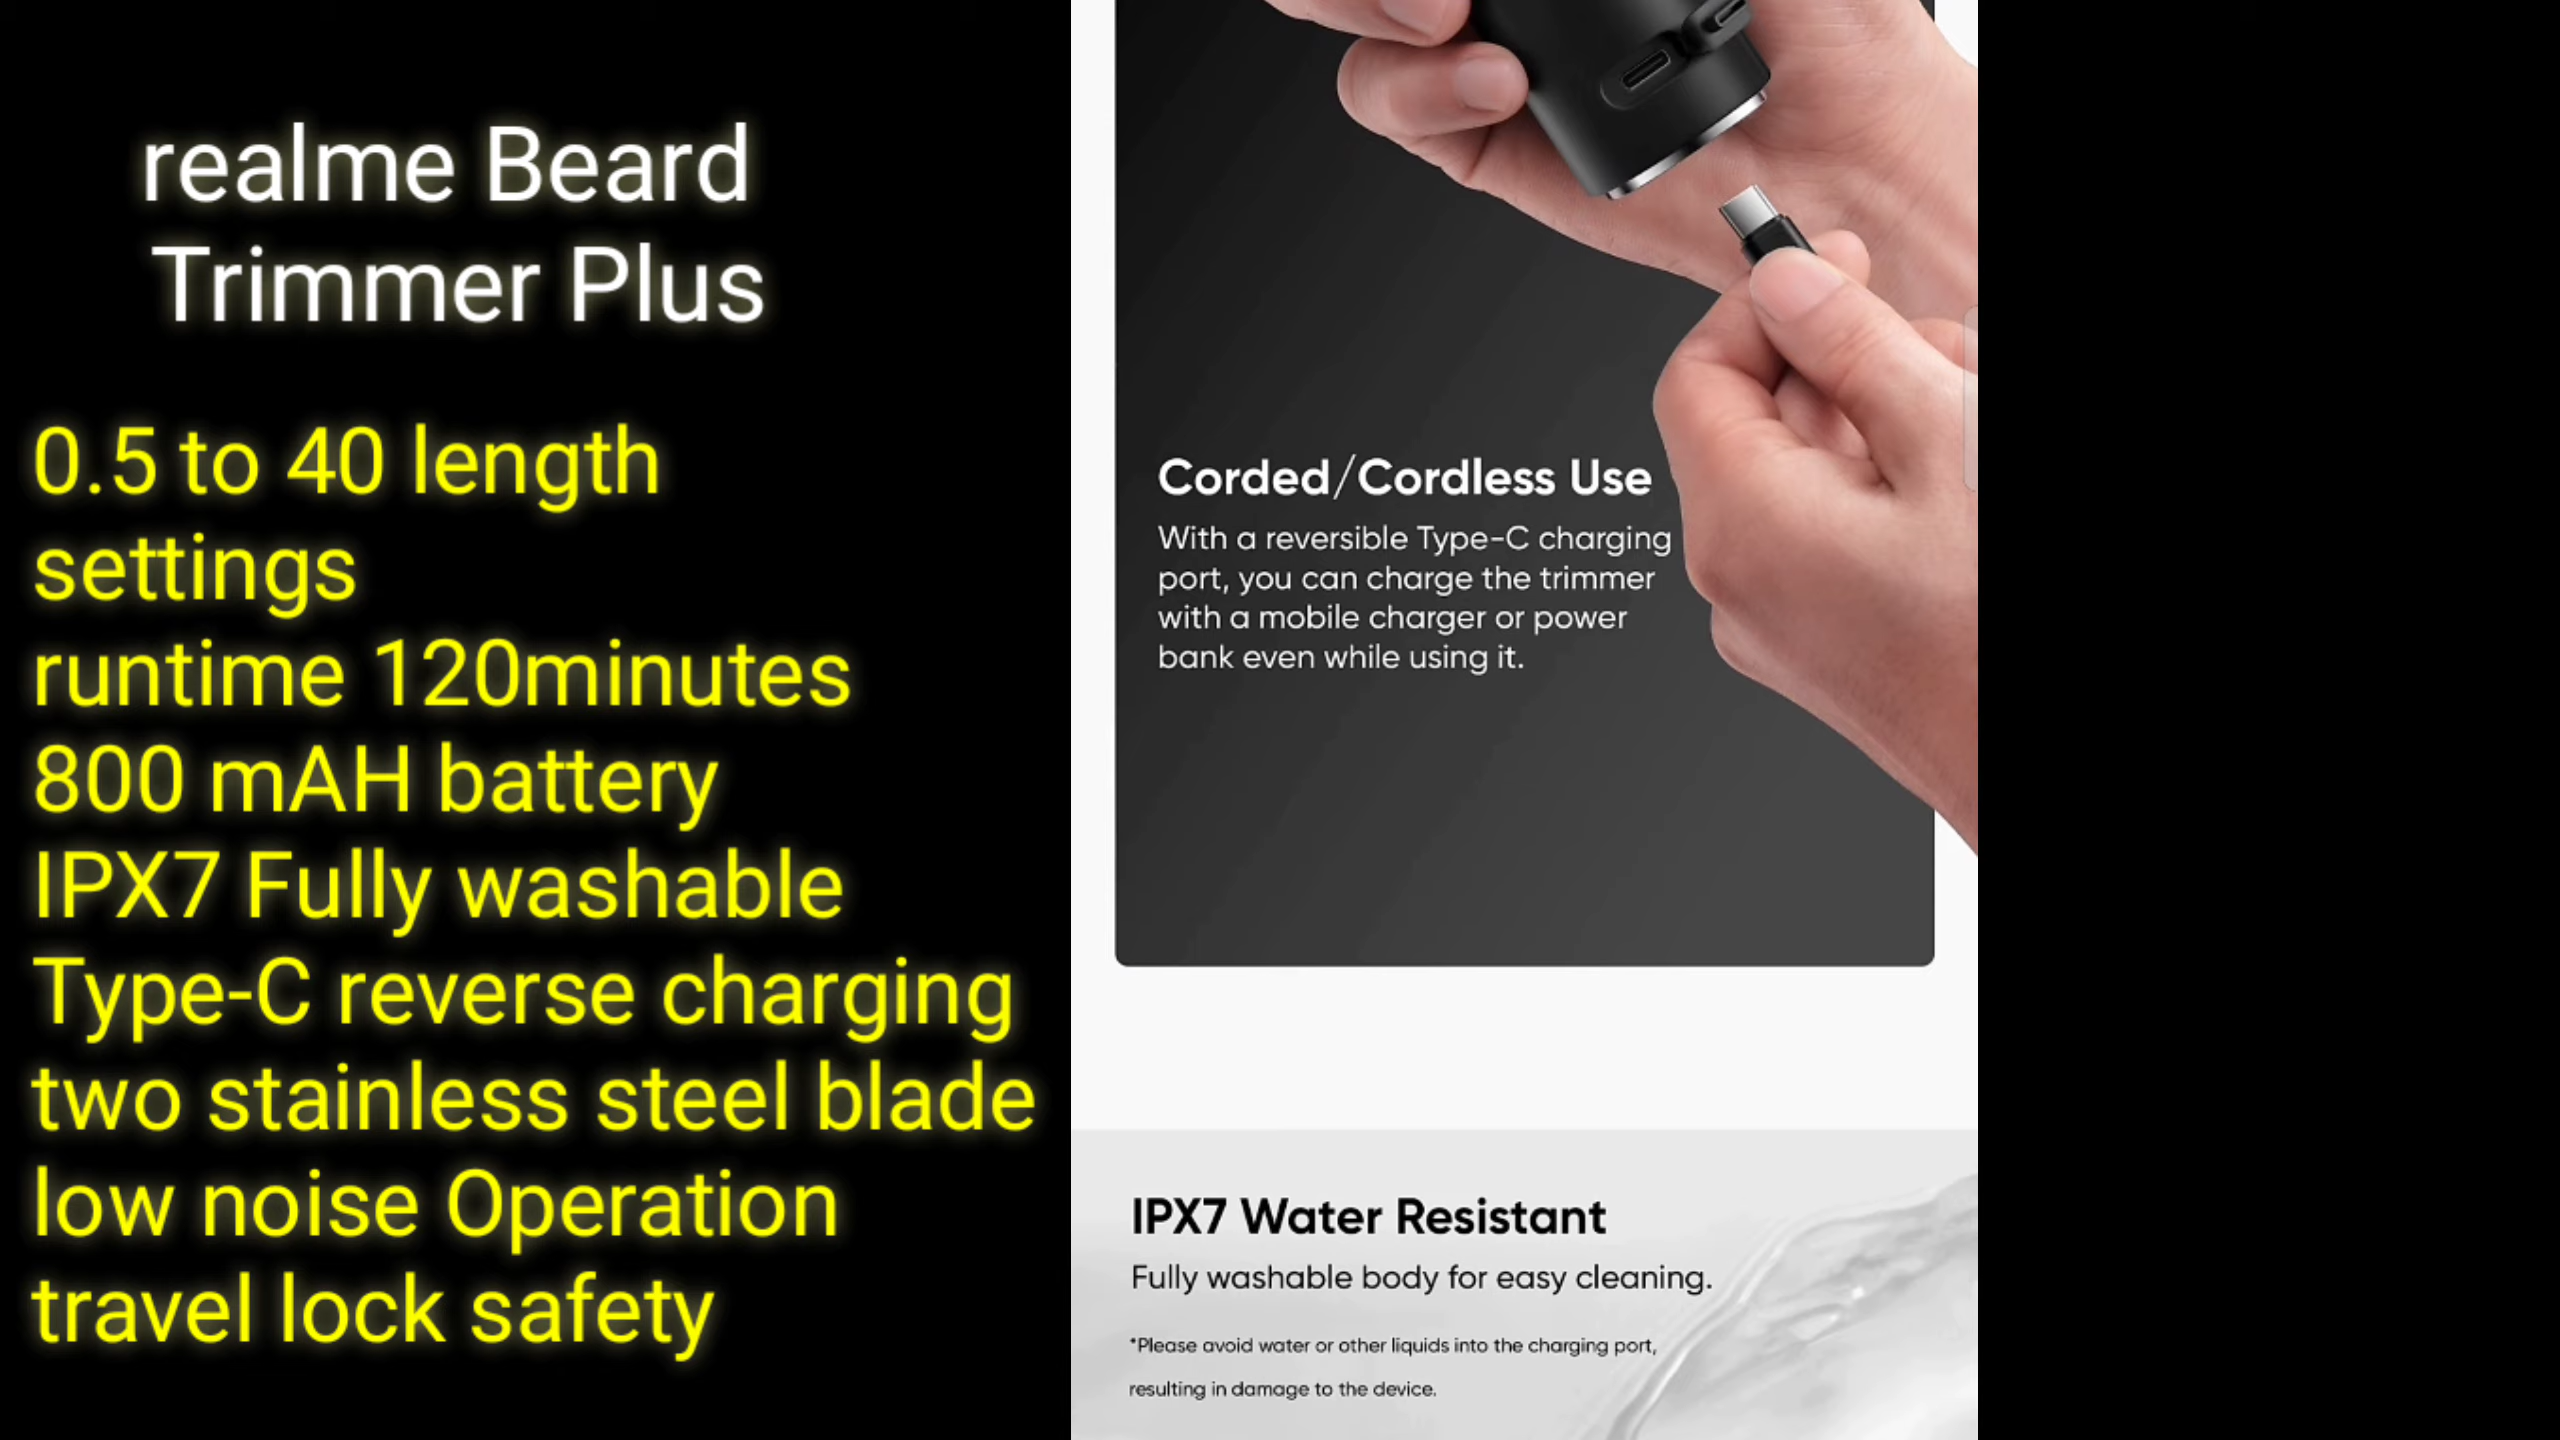 realme Beard
Trimmer Plus
0.5 to 40 length
settings
runtime 120minutes
800 mAH battery
IPX7 Fully washable
Type-C reverse charging
two stainless steel blade
low noise Operation
travel lock safety
Corded/Cordless Use
With a reversible Type-C charging
port, you can charge the trimmer
with a mobile charger or power
bank even while using it.
IPX7 Water Resistant
Fully washable body for easy cleaning.
*Please avoid water or other liquids into the charging port,
resulting in damage to the device.